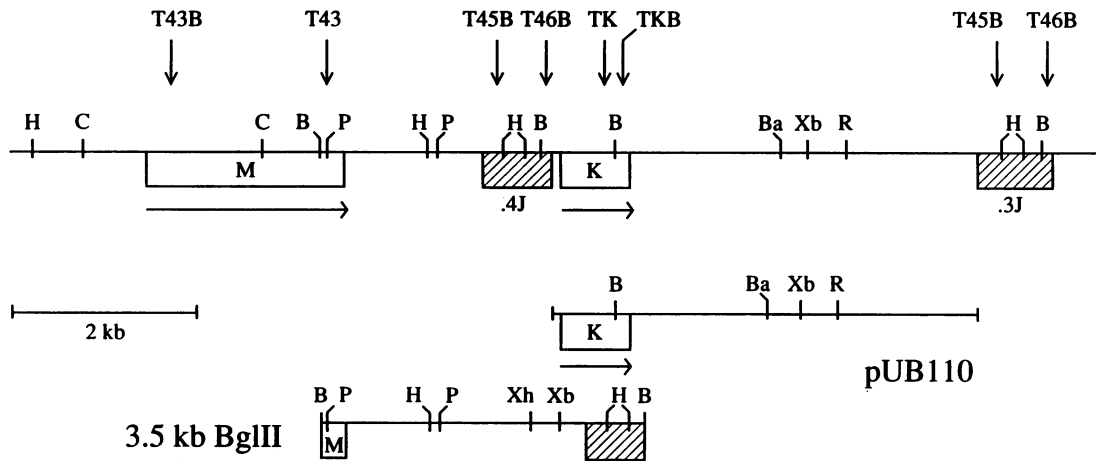 T43B T43 T45B T46B TK TKB T45B T46B
H C C B P H P H B B Ba Xb R H B
M K
.4J .3J
B Ba Xb R
2 kb
K
pUB110
B P H P Xh Xb H B
3.5 kb BglII
M